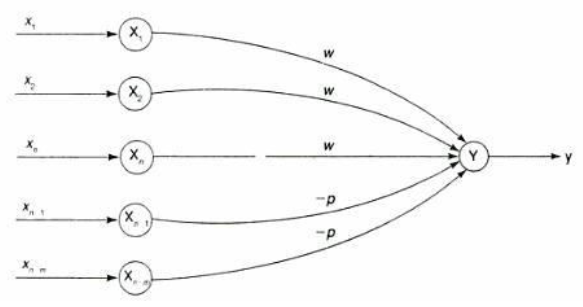 x₁ X₁ w
x₂ X₂ w
xₙ Xₙ w Y y
xₙ ₁ Xₙ ₁ −p
xₙ ₘ Xₙ ₘ −p